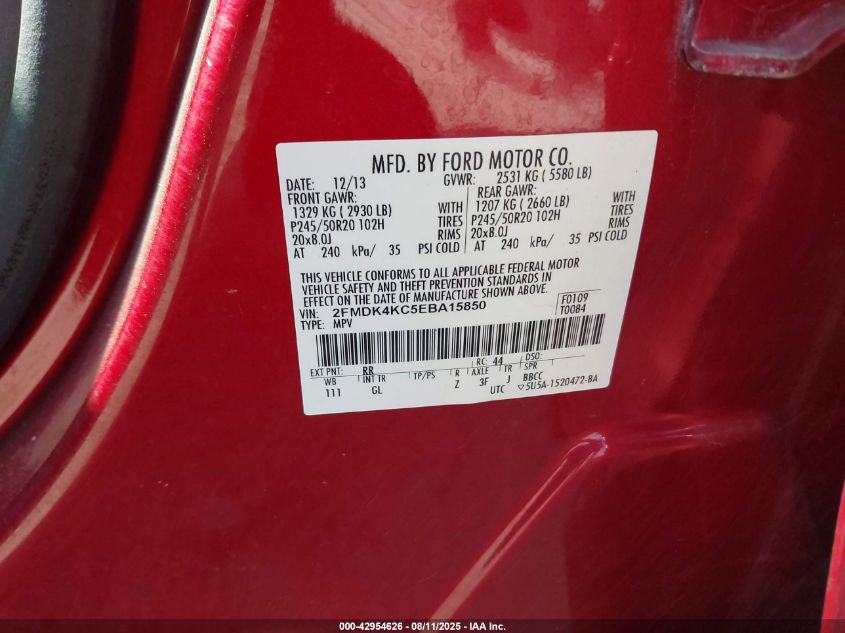 MFD. BY FORD MOTOR CO.
DATE: 12/13 GVWR: 2531 KG ( 5580 LB)
FRONT GAWR: REAR GAWR:
1329 KG ( 2930 LB) WITH 1207 KG ( 2660 LB) WITH
P245/50R20 102H TIRES P245/50R20 102H TIRES
20x8.0J RIMS 20x8.0J RIMS
AT 240 kPa/ 35 PSI COLD AT 240 kPa/ 35 PSI COLD
THIS VEHICLE CONFORMS TO ALL APPLICABLE FEDERAL MOTOR
VEHICLE SAFETY AND THEFT PREVENTION STANDARDS IN
EFFECT ON THE DATE OF MANUFACTURE SHOWN ABOVE.
VIN: 2FMDK4KC5EBA15850 F0109
TYPE: MPV T0084
EXT PNT: RR RC: 44 DSO:
WB INT TR TP/PS R AXLE TR SPR
111 GL Z 3F J BBCC
UTC ▽5U5A-1520472-BA
000-42954626 - 08/11/2025 - IAA Inc.